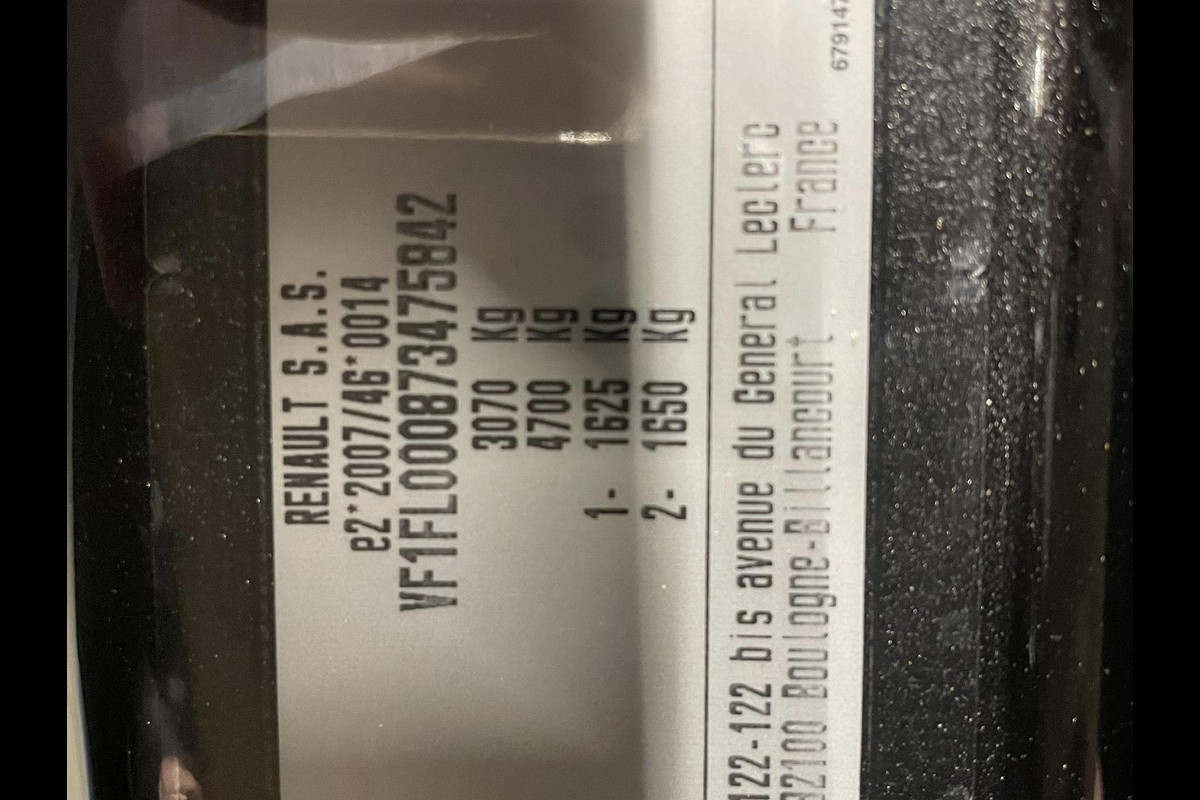 RENAULT S.A.S.
e2*2007/46*0014
VF1FL000873475842
3070 Kg
4700 Kg
1- 1625 Kg
2- 1650 Kg
122-122 bis avenue du General Leclerc
92100 Boulogne-Billancourt France